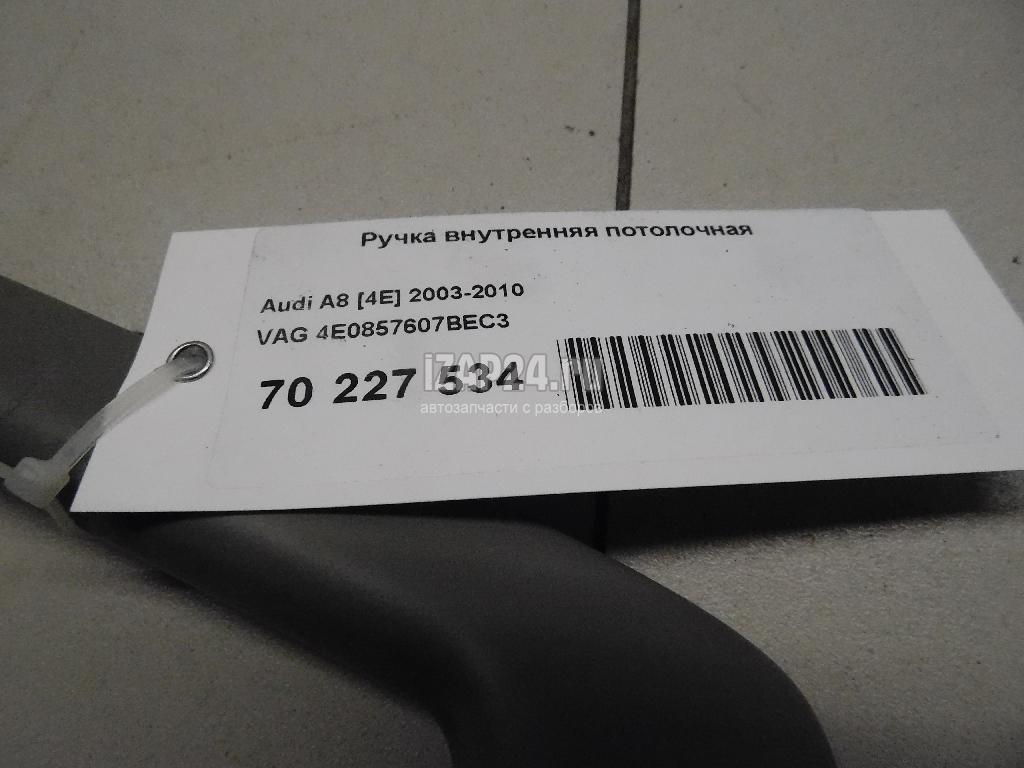 Ручка внутренняя потолочная
Audi A8 [4E] 2003-2010
VAG 4E0857607BEC3
70 227 534
iZAP24.ru
автозапчасти с разборов